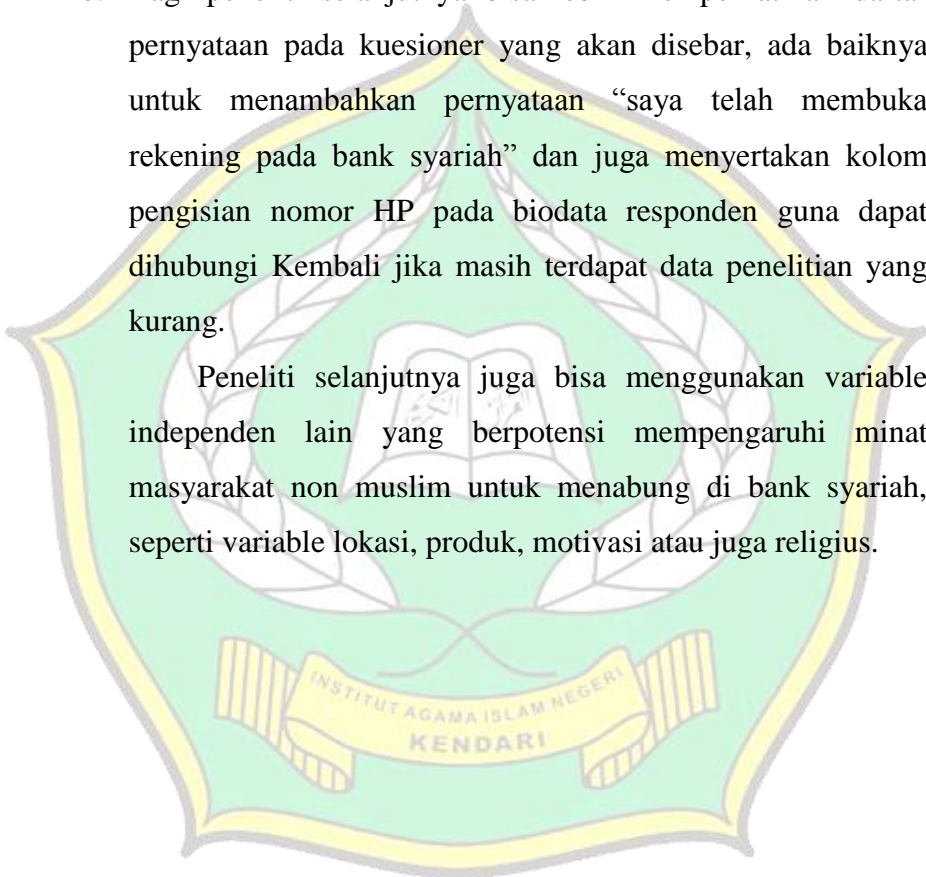 pernyataan pada kuesioner yang akan disebar, ada baiknya
untuk menambahkan pernyataan “saya telah membuka
rekening pada bank syariah” dan juga menyertakan kolom
pengisian nomor HP pada biodata responden guna dapat
dihubungi Kembali jika masih terdapat data penelitian yang
kurang.
Peneliti selanjutnya juga bisa menggunakan variable
independen lain yang berpotensi mempengaruhi minat
masyarakat non muslim untuk menabung di bank syariah,
seperti variable lokasi, produk, motivasi atau juga religius.
INSTITUT AGAMA ISLAM NEGERI
KENDARI